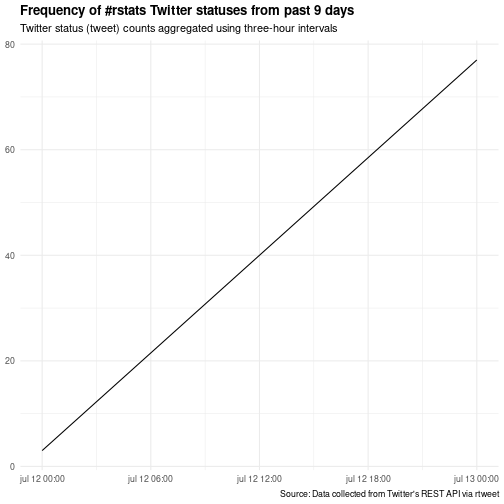 Frequency of #rstats Twitter statuses from past 9 days
Twitter status (tweet) counts aggregated using three-hour intervals
80
60
40
20
0
jul 12 00:00 jul 12 06:00 jul 12 12:00 jul 12 18:00 jul 13 00:00
Source: Data collected from Twitter's REST API via rtweet